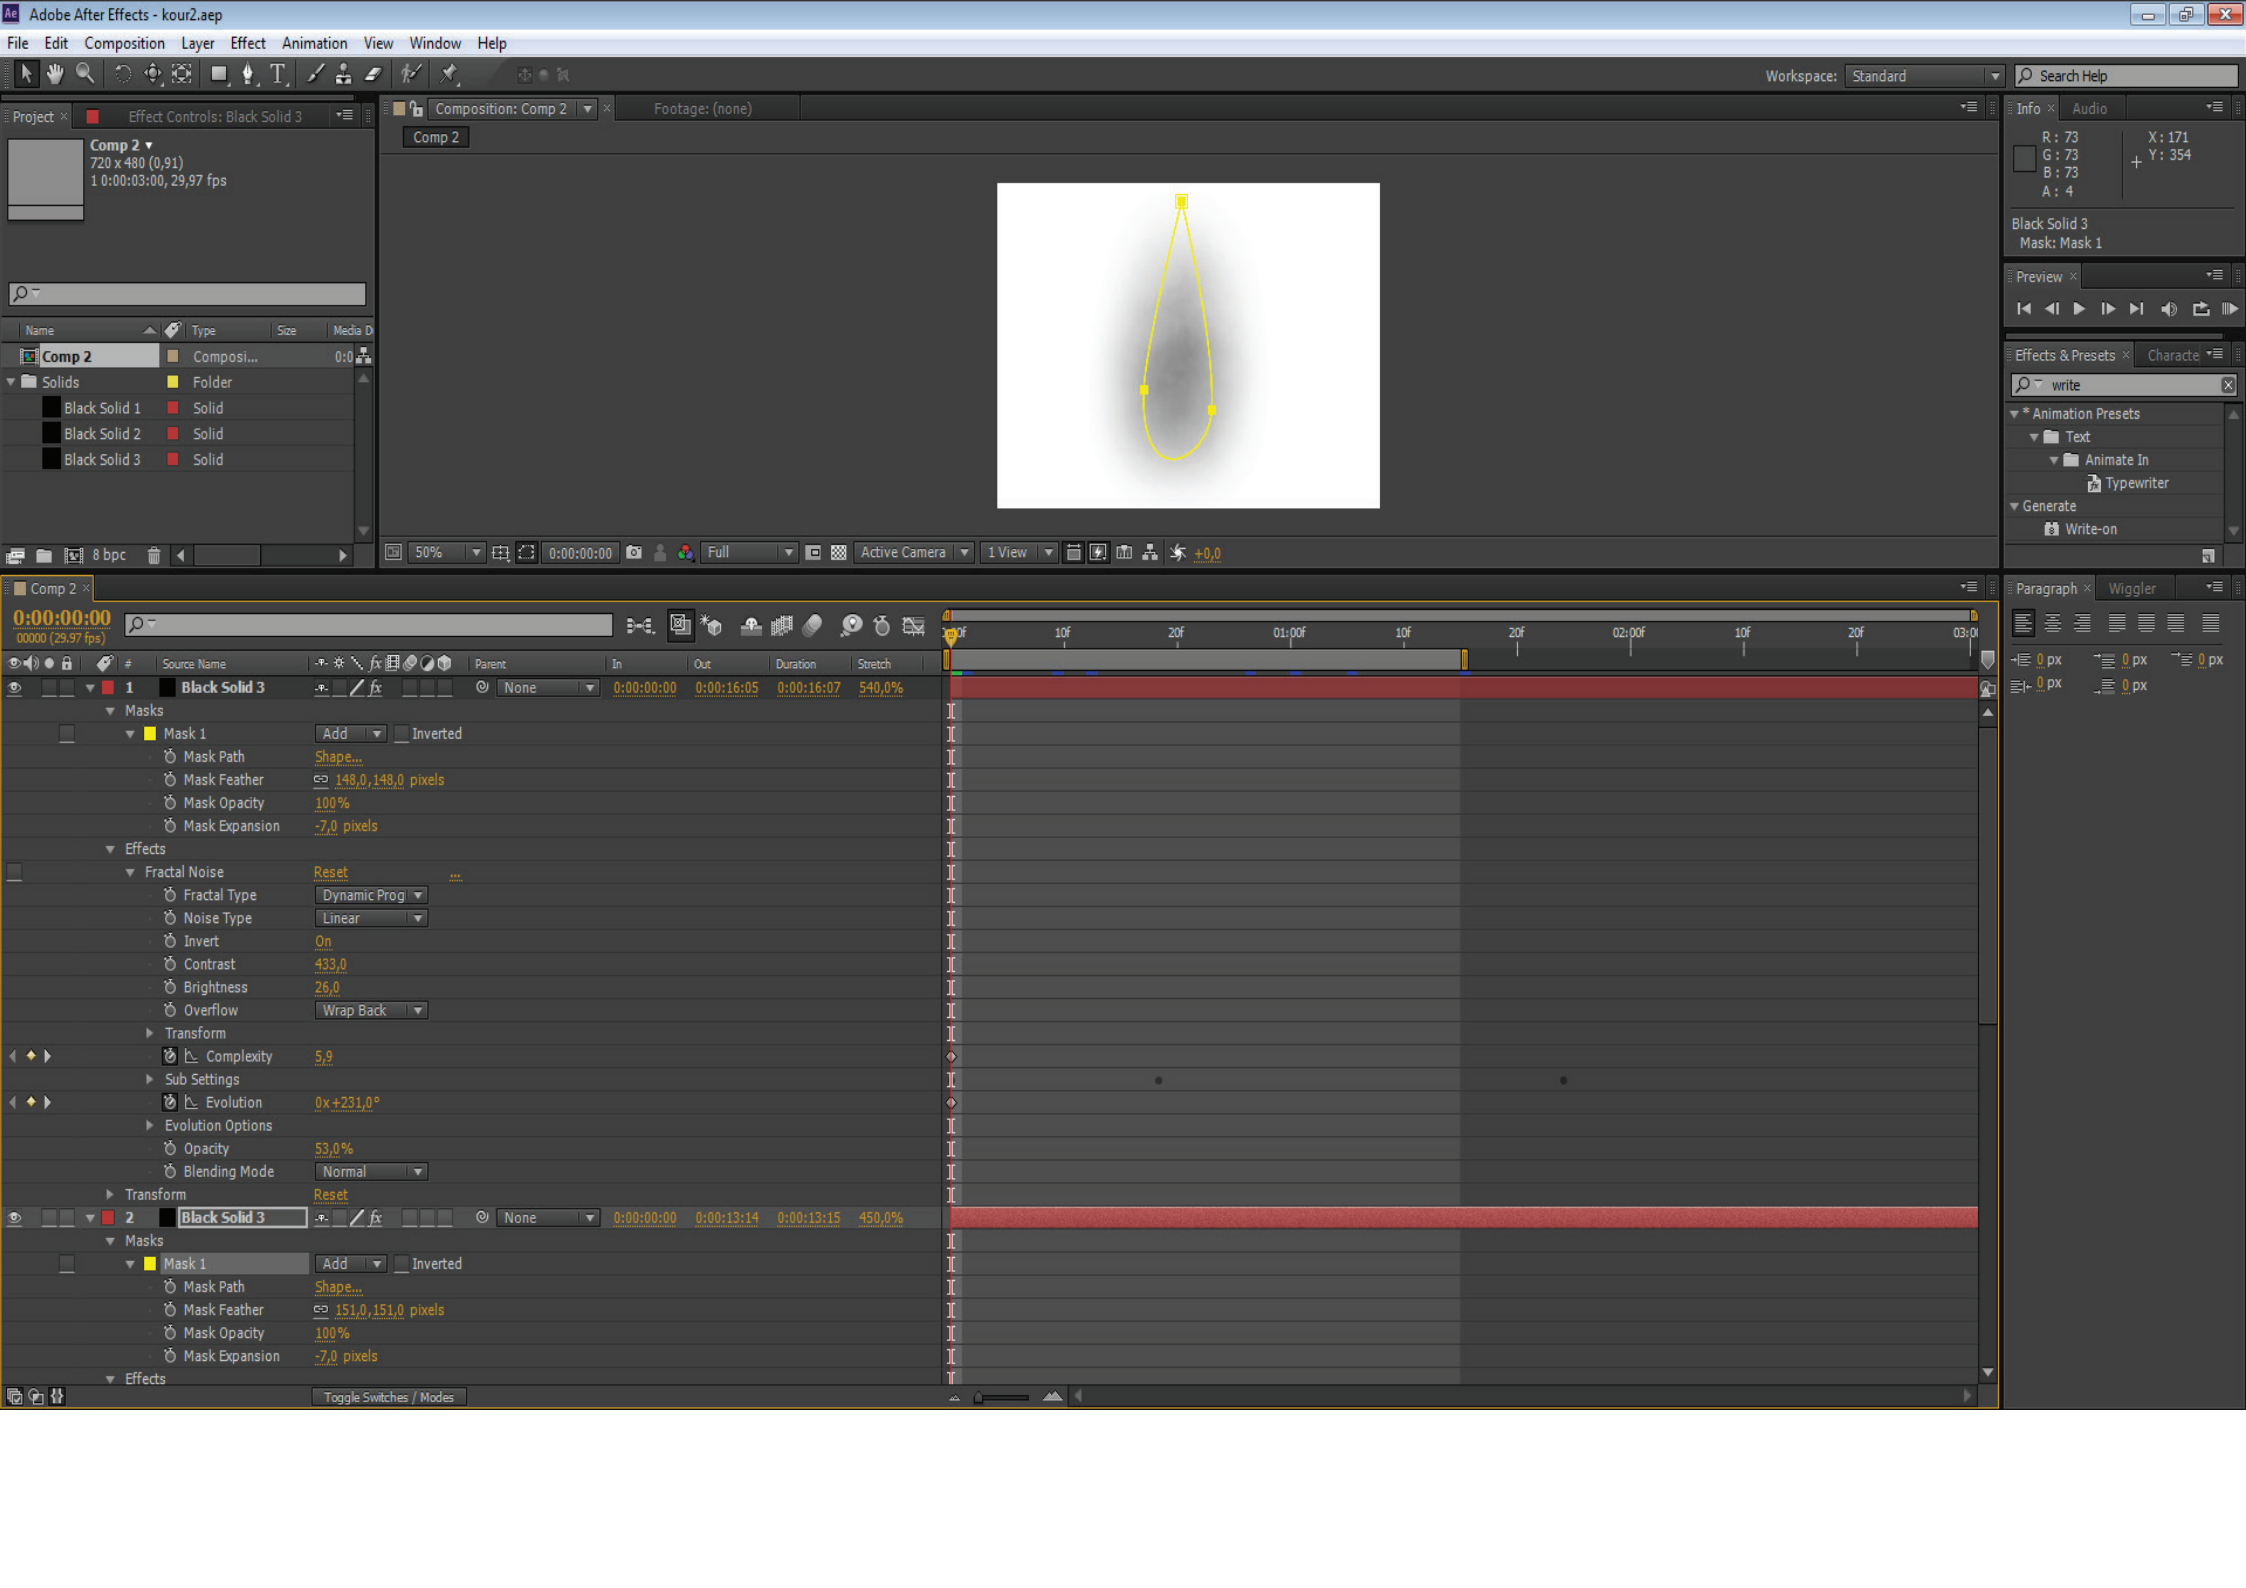 Ae Adobe After Effects - kour2.aep
File Edit Composition Layer Effect Animation View Window Help
Workspace: Standard Search Help
Project × Effect Controls: Black Solid 3
Comp 2
720 x 480 (0,91)
1 0:00:03:00, 29,97 fps
Name Type Size Media D
Comp 2 Composi... 0:0
Solids Folder
Black Solid 1 Solid
Black Solid 2 Solid
Black Solid 3 Solid
8 bpc
Composition: Comp 2 × Footage: (none)
Comp 2
50% 0:00:00:00 Full Active Camera 1 View +0,0
Info × Audio
R: 73 X: 171
G: 73 Y: 354
B: 73
A: 4
Black Solid 3
Mask: Mask 1
Preview ×
Effects & Presets × Characte
write
* Animation Presets
Text
Animate In
Typewriter
Generate
Write-on
Paragraph × Wiggler
0 px 0 px 0 px
0 px 0 px
Comp 2 ×
0:00:00:00
00000 (29.97 fps)
10f 20f 01:00f 10f 20f 02:00f 10f 20f 03:0
# Source Name fx Parent In Out Duration Stretch
1 Black Solid 3 fx None 0:00:00:00 0:00:16:05 0:00:16:07 540,0%
Masks
Mask 1 Add Inverted
Mask Path Shape...
Mask Feather 148,0,148,0 pixels
Mask Opacity 100%
Mask Expansion -7,0 pixels
Effects
Fractal Noise Reset ...
Fractal Type Dynamic Prog
Noise Type Linear
Invert On
Contrast 433,0
Brightness 26,0
Overflow Wrap Back
Transform
Complexity 5,9
Sub Settings
Evolution 0x+231,0°
Evolution Options
Opacity 53,0%
Blending Mode Normal
Transform Reset
2 Black Solid 3 fx None 0:00:00:00 0:00:13:14 0:00:13:15 450,0%
Masks
Mask 1 Add Inverted
Mask Path Shape...
Mask Feather 151,0,151,0 pixels
Mask Opacity 100%
Mask Expansion -7,0 pixels
Effects
Toggle Switches / Modes